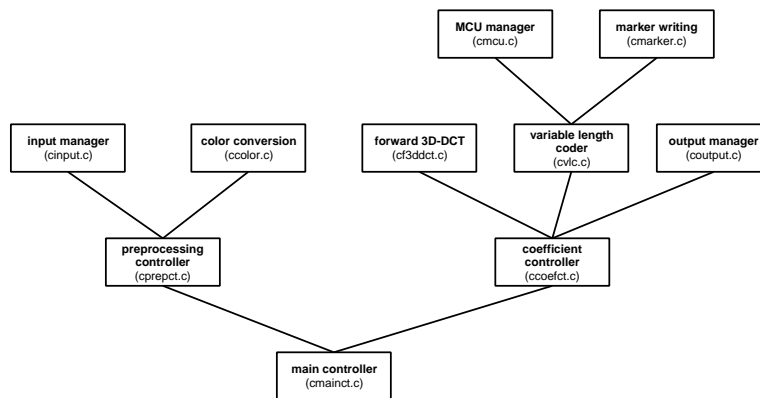 MCU manager
(cmcu.c)
marker writing
(cmarker.c)
input manager
(cinput.c)
color conversion
(ccolor.c)
forward 3D-DCT
(cf3ddct.c)
variable length
coder
(cvlc.c)
output manager
(coutput.c)
preprocessing
controller
(cprepct.c)
coefficient
controller
(ccoefct.c)
main controller
(cmainct.c)